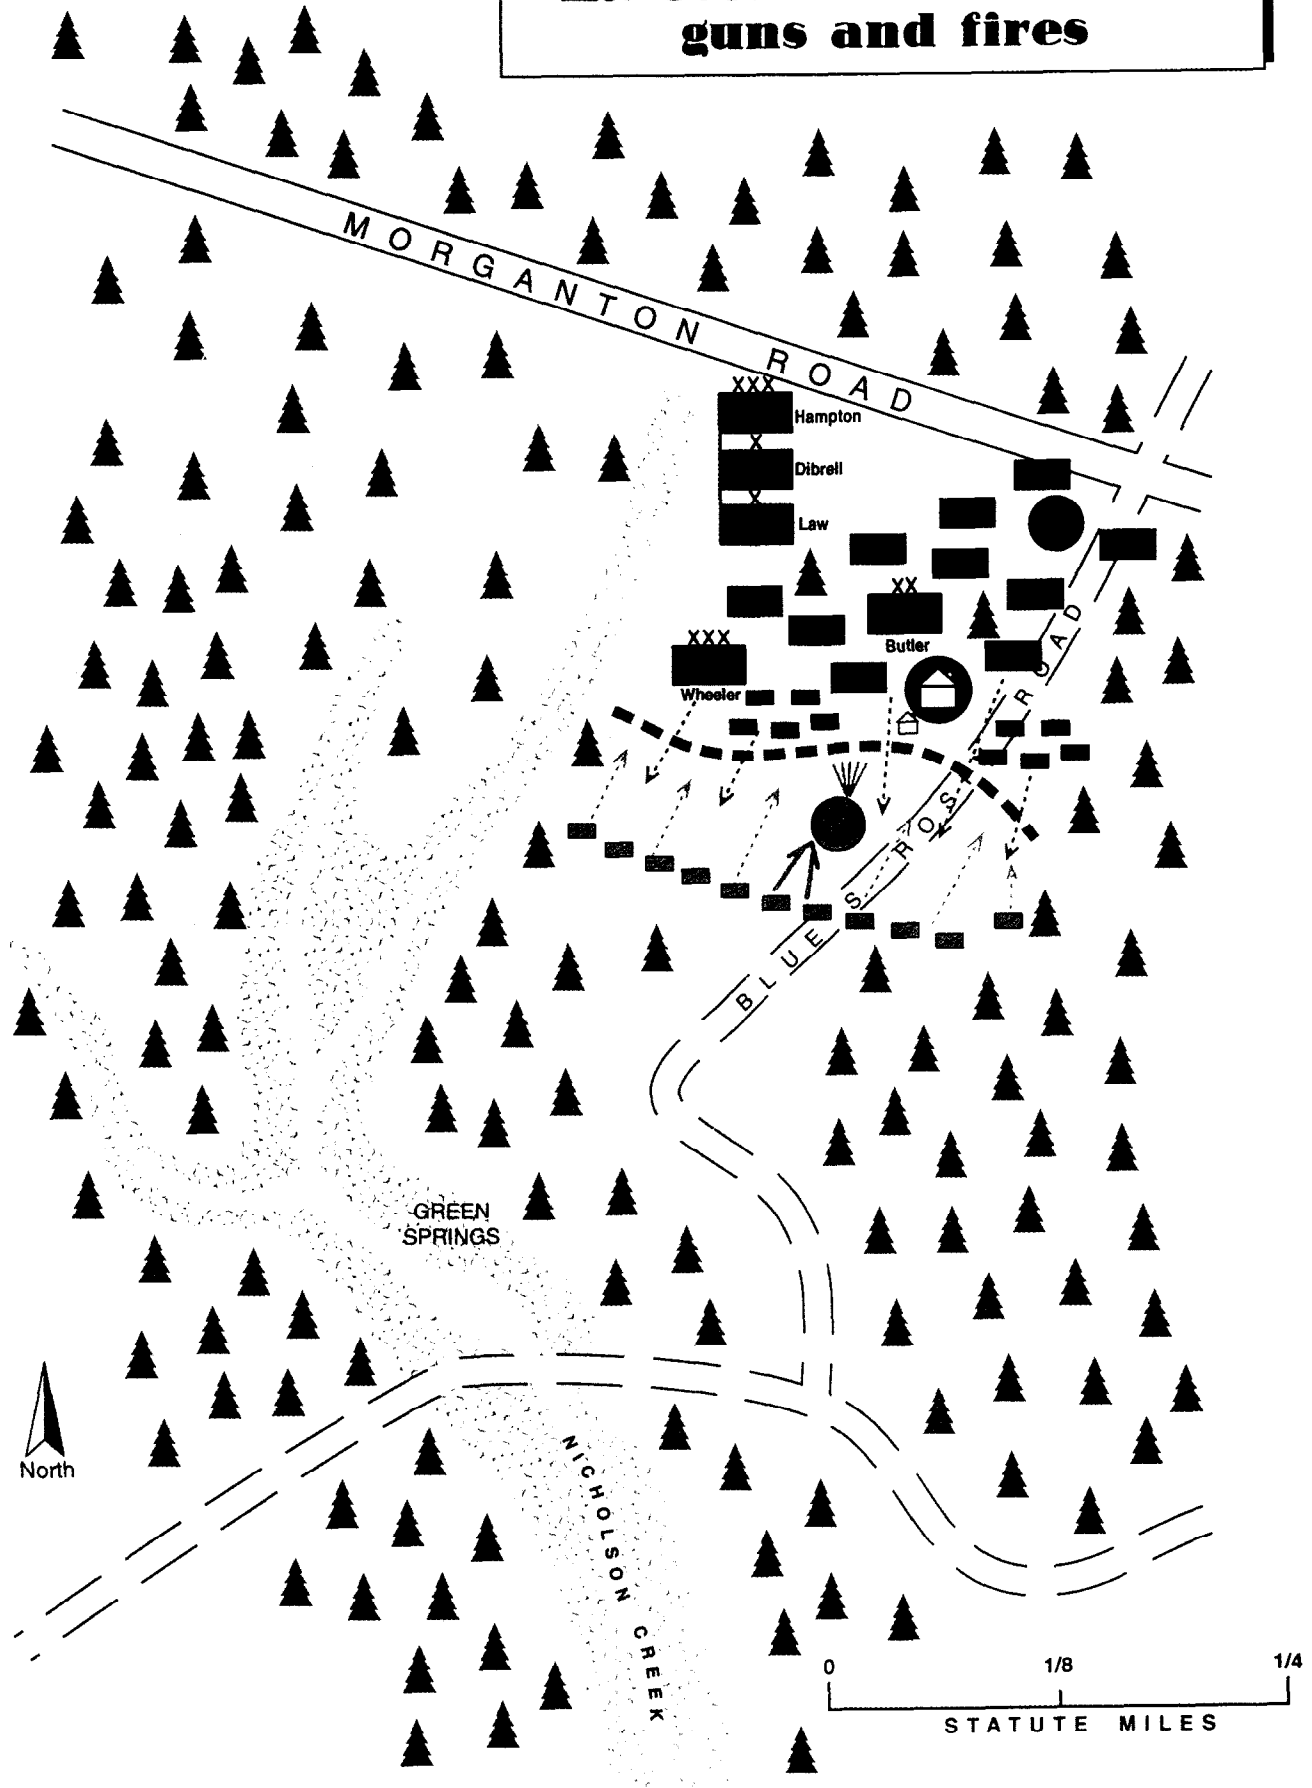 guns and fires
MORGANTON ROAD
XXX
Hampton
X
Dibrell
X
Law
XX
Butler
XXX
Wheeler
BLUE'S ROS ROAD
GREEN
SPRINGS
North
NICHOLSON CREEK
0 1/8 1/4
STATUTE MILES